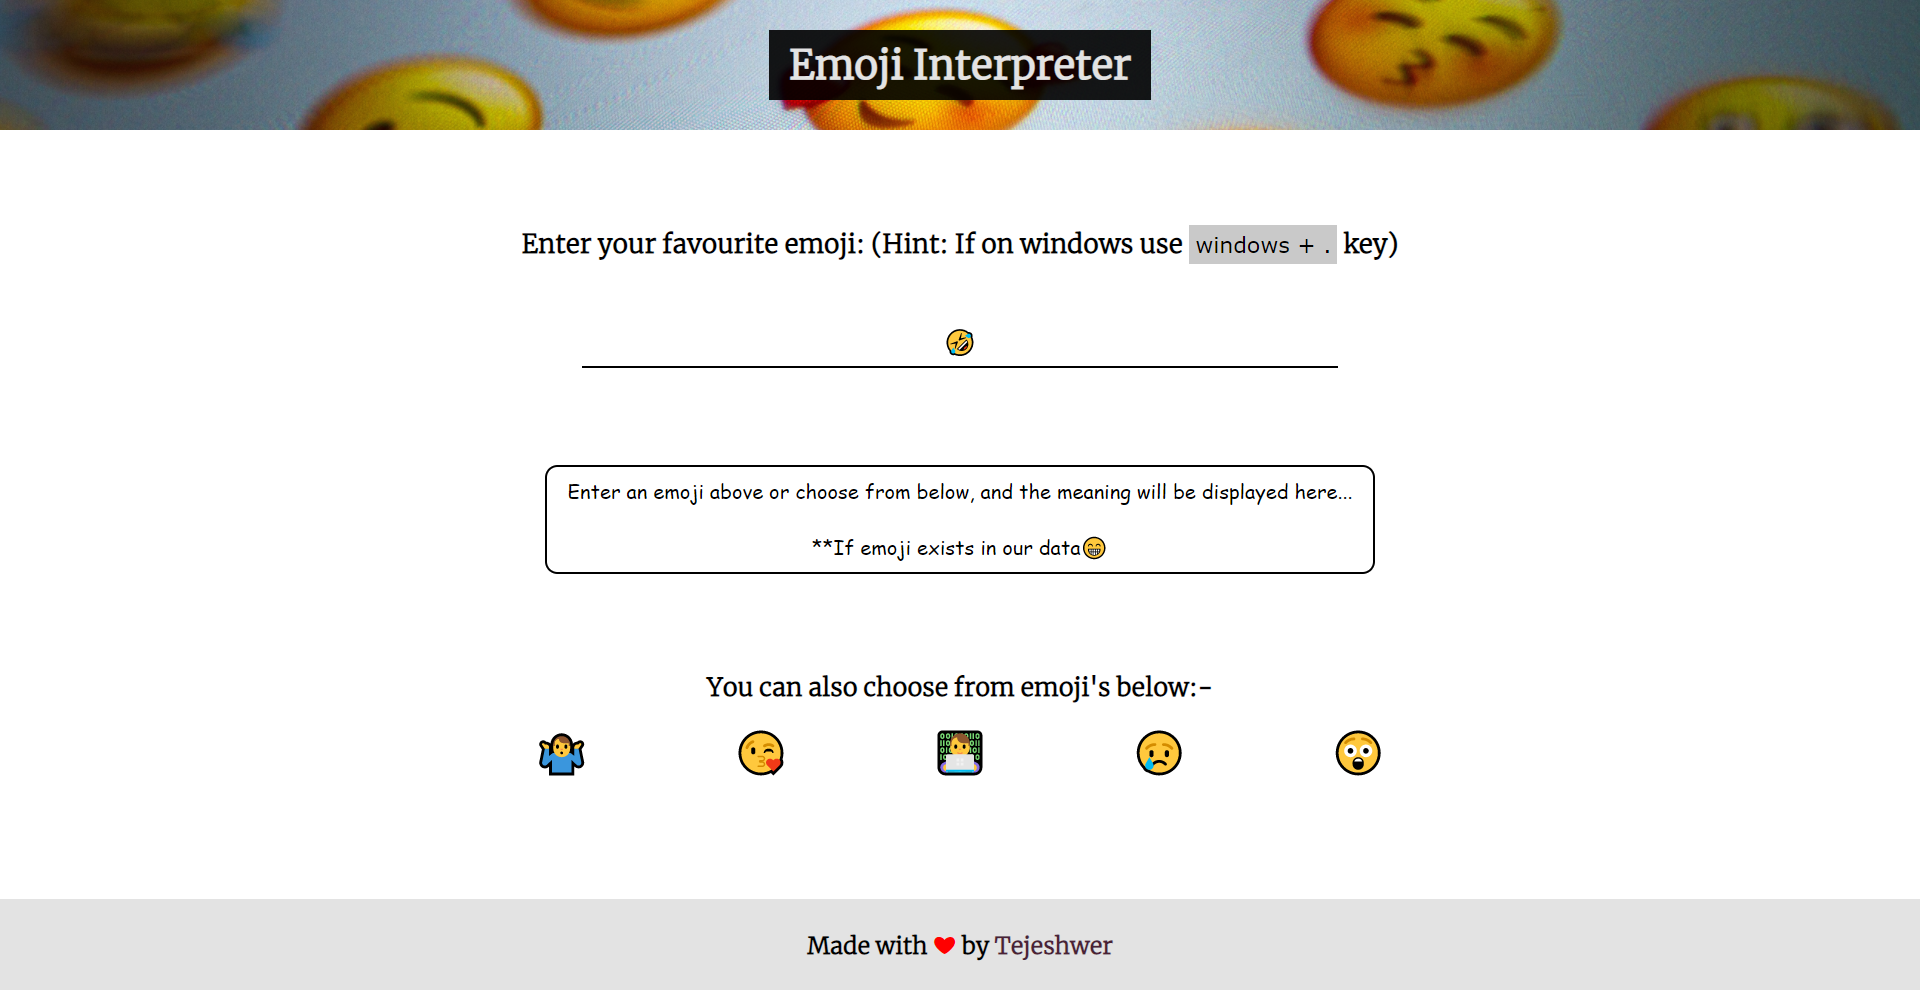 Emoji Interpreter
Enter your favourite emoji: (Hint: If on windows use windows + . key)
🤣
Enter an emoji above or choose from below, and the meaning will be displayed here...
**If emoji exists in our data😁
You can also choose from emoji's below:-
🤷‍♂️ 😘 👨‍💻 😢 😲
Made with ❤ by Tejeshwer